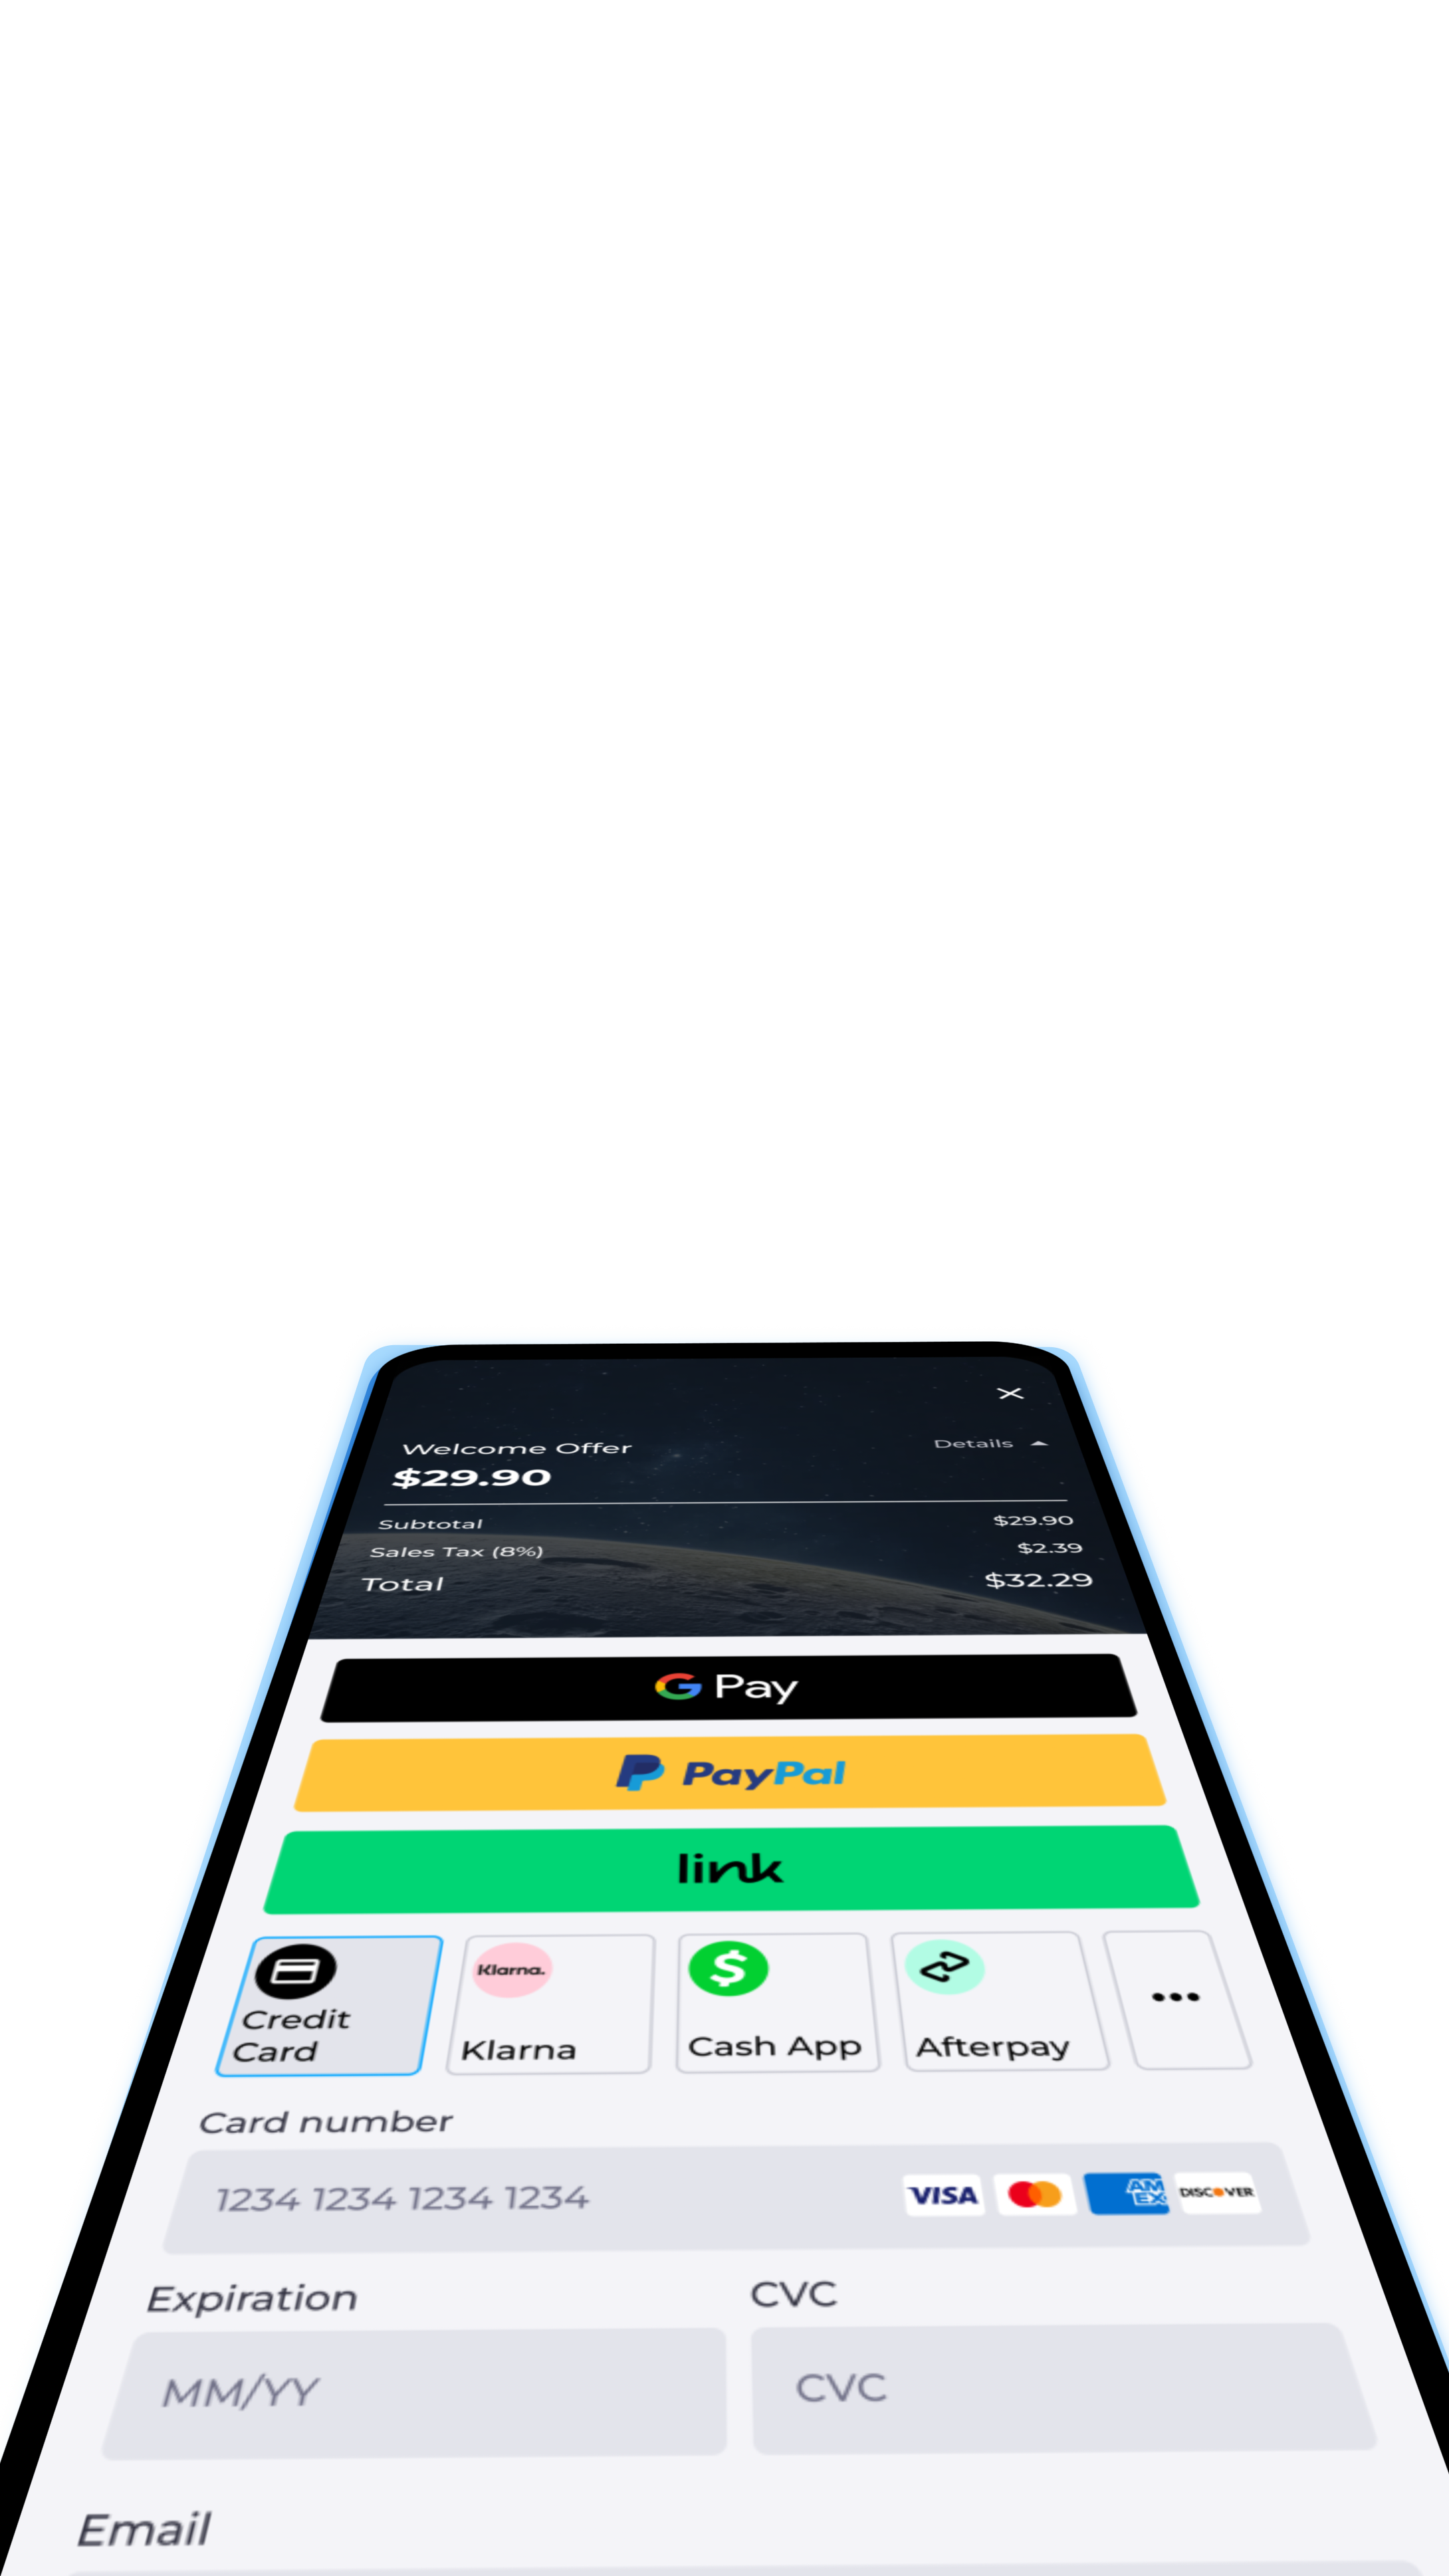 Welcome Offer
Details
$29.90
Subtotal $29.90
Sales Tax (8%) $2.39
Total $32.29
G Pay
PayPal
link
Credit
Card
Klarna.
Klarna
$
Cash App
Afterpay
Card number
1234 1234 1234 1234
VISA
AM
EX
DISCOVER
Expiration
CVC
MM/YY
CVC
Email